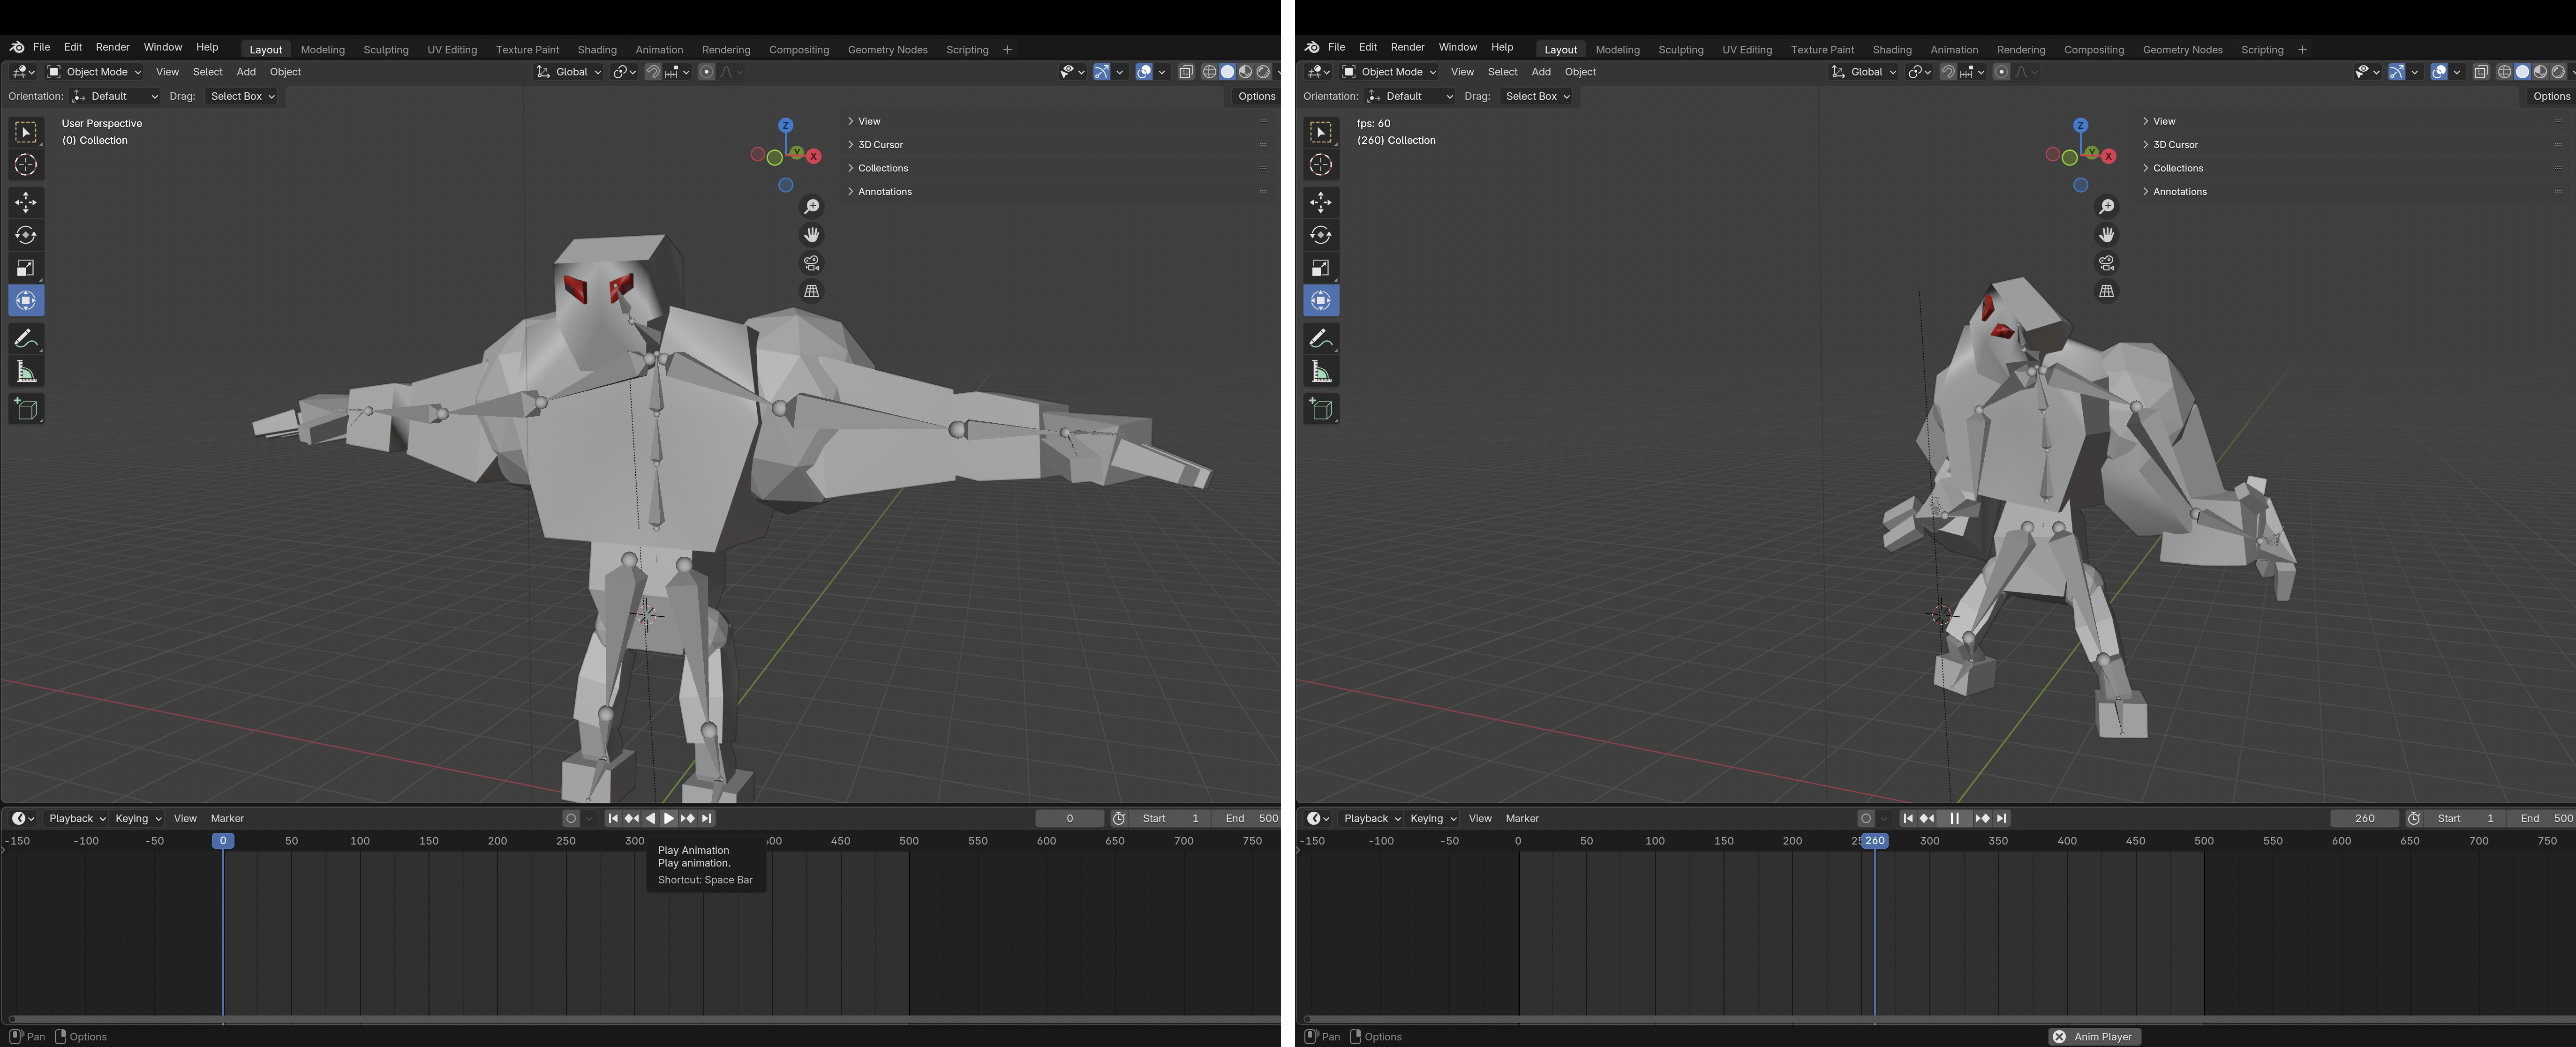 File Edit Render Window Help Layout Modeling Sculpting UV Editing Texture Paint Shading Animation Rendering Compositing Geometry Nodes Scripting
Object Mode View Select Add Object Global
Orientation: Default Drag: Select Box Options
User Perspective
(0) Collection
View
3D Cursor
Collections
Annotations
Z
Y
X
Playback Keying View Marker 0 Start 1 End 500
-150 -100 -50 0 50 100 150 200 250 300 450 500 550 600 650 700 750
Play Animation
Play animation.
Shortcut: Space Bar
Pan Options
File Edit Render Window Help Layout Modeling Sculpting UV Editing Texture Paint Shading Animation Rendering Compositing Geometry Nodes Scripting
Object Mode View Select Add Object Global
Orientation: Default Drag: Select Box Options
fps: 60
(260) Collection
View
3D Cursor
Collections
Annotations
Z
Y
X
Playback Keying View Marker 260 Start 1 End 500
-150 -100 -50 0 50 100 150 200 260 300 350 400 450 500 550 600 650 700 750
Pan Options Anim Player